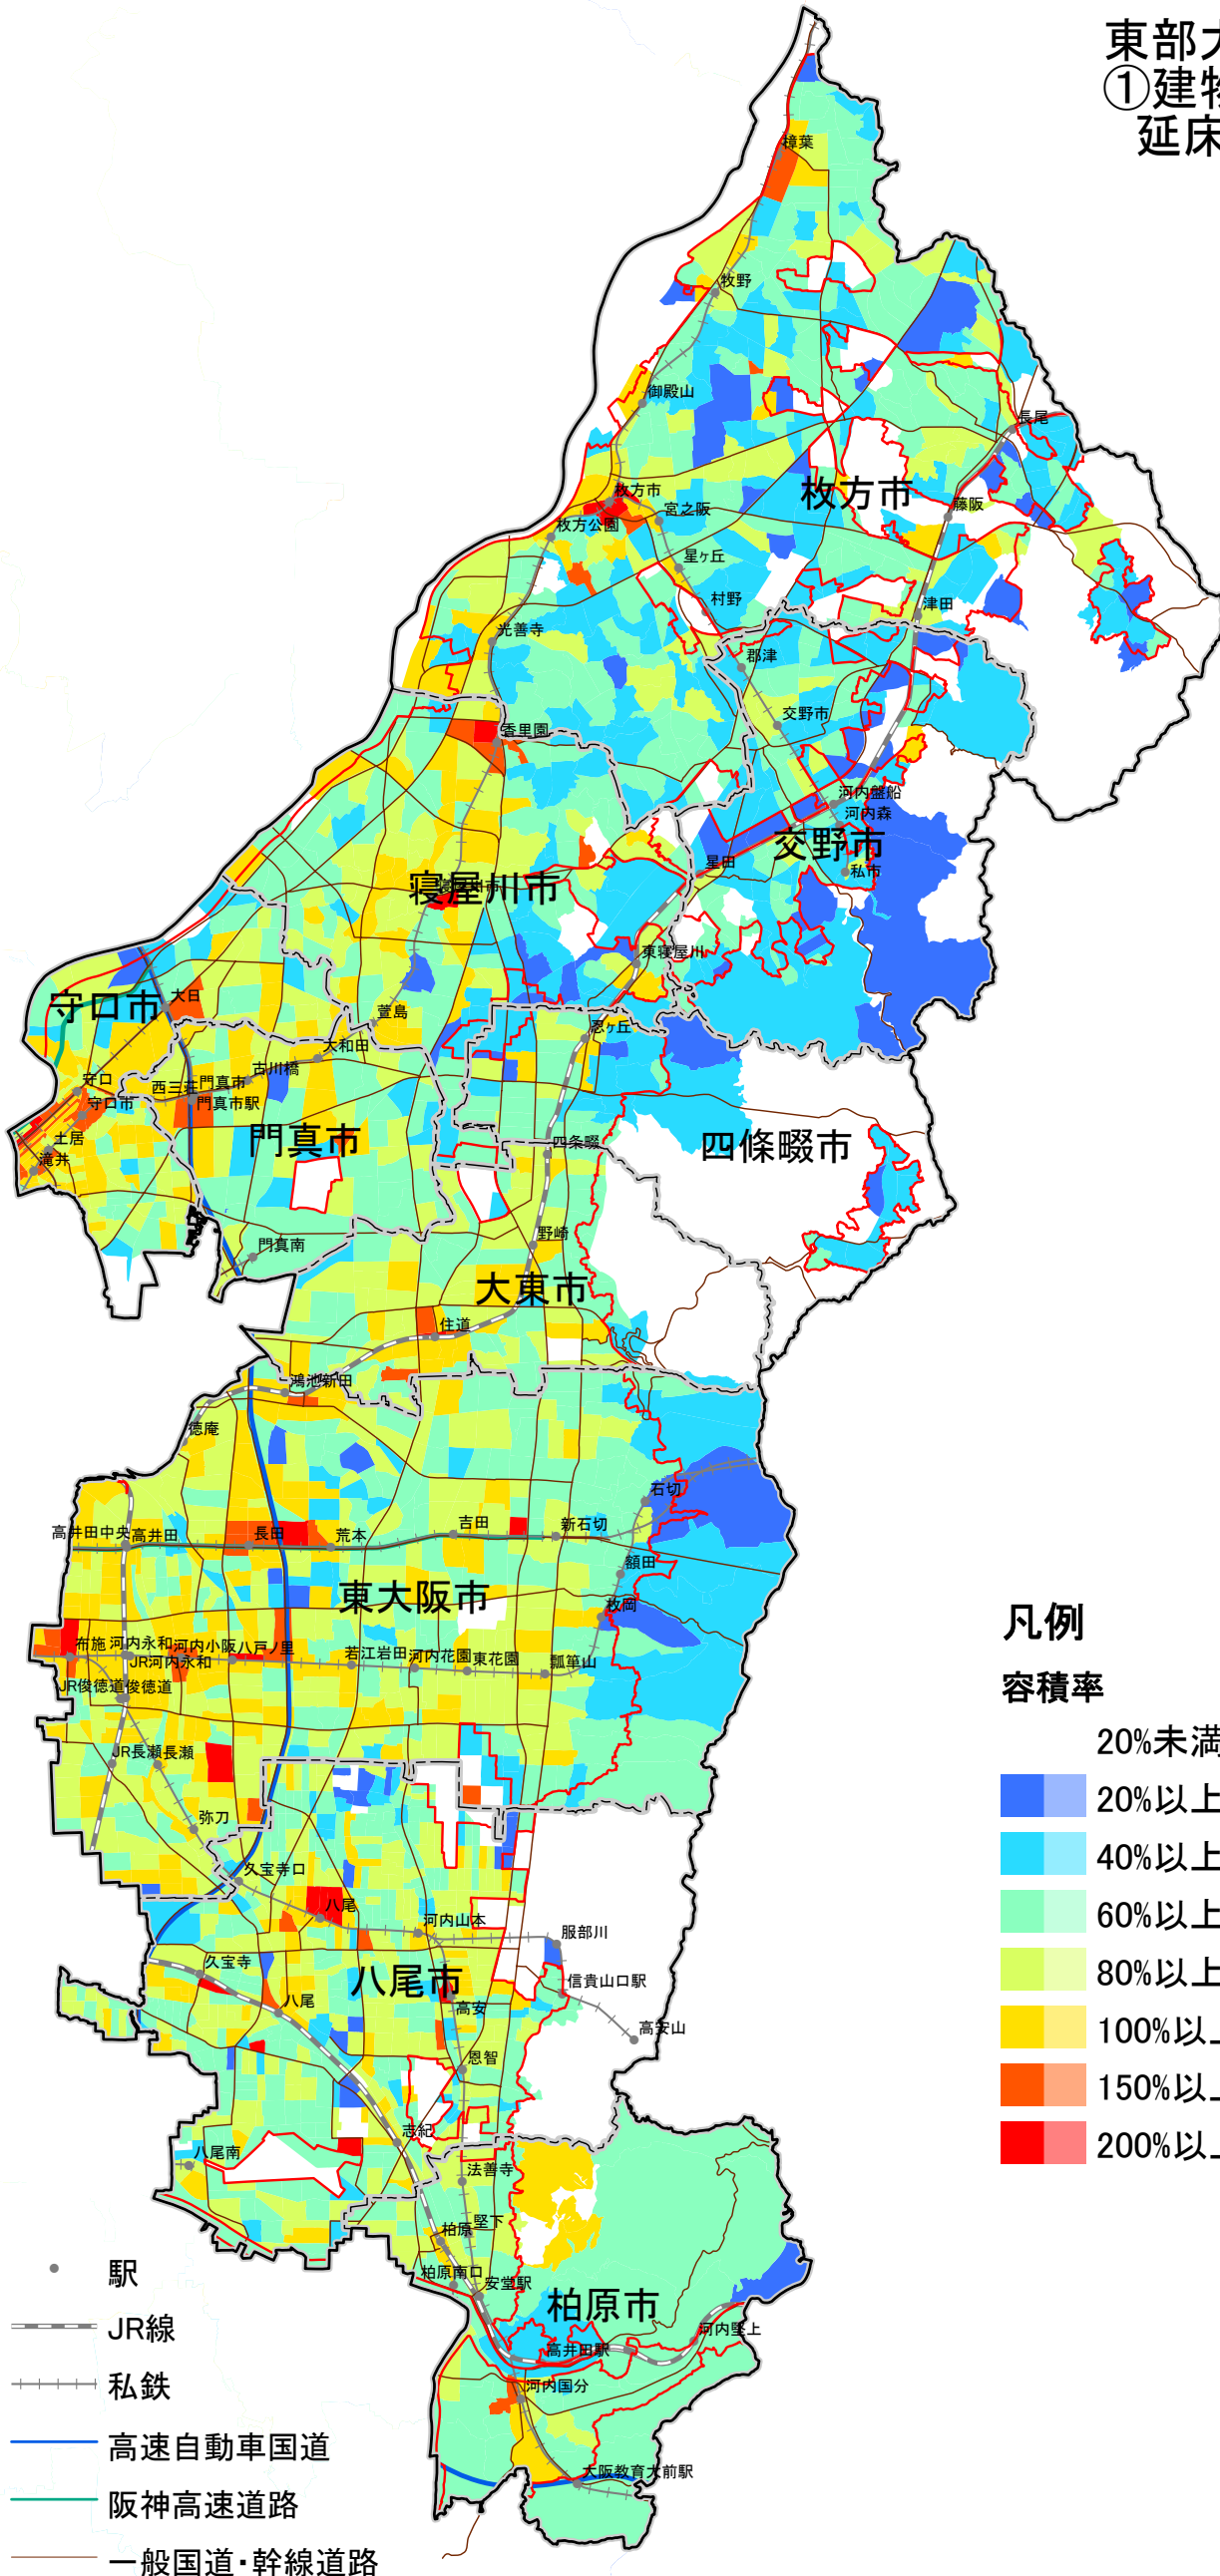 東部
①建物
延床
樟葉
牧野
御殿山
長尾
枚方市
枚方市
藤阪
宮之阪
枚方公園
星ヶ丘
村野
津田
光善寺
郡津
交野市
香里園
河内盤船
河内森
交野市
星田
私市
寝屋川市
東寝屋川
守口市
大日
萱島
忍ヶ丘
大和田
古川橋
守口
西三荘
門真市
守口市
門真市駅
土居
滝井
門真市
四条畷
四條畷市
門真南
野崎
大東市
住道
鴻池新田
徳庵
石切
高井田中央
高井田
長田
荒本
吉田
新石切
額田
東大阪市
枚岡
布施
河内永和
河内小阪
八戸ノ里
JR河内永和
若江岩田
河内花園
東花園
瓢箪山
JR俊徳道
俊徳道
JR長瀬
長瀬
弥刀
久宝寺口
八尾
河内山本
服部川
久宝寺
八尾市
信貴山口駅
八尾
高安
高安山
恩智
志紀
八尾南
法善寺
柏原
堅下
柏原南口
安堂駅
柏原市
高井田駅
河内堅上
河内国分
大阪教育大前駅
凡例
容積率
20%未満
20%以上
40%以上
60%以上
80%以上
100%以上
150%以上
200%以上
駅
JR線
私鉄
高速自動車国道
阪神高速道路
一般国道・幹線道路